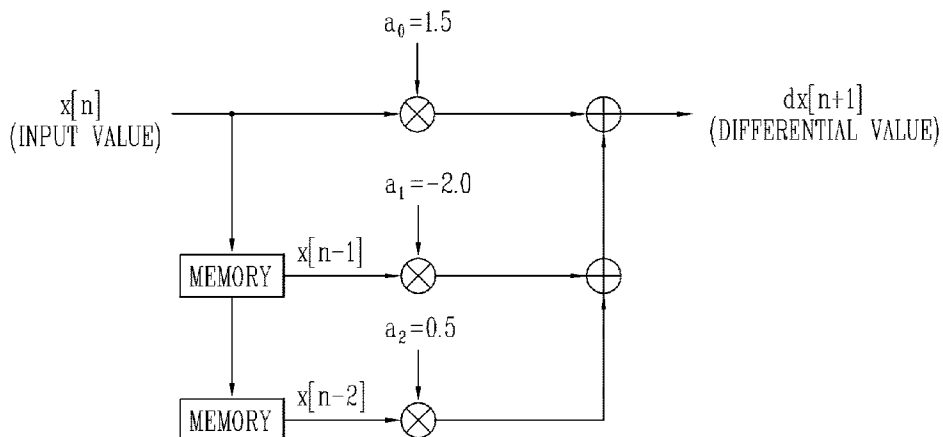 a₀=1.5
x[n]
(INPUT VALUE)
dx[n+1]
(DIFFERENTIAL VALUE)
a₁=-2.0
MEMORY
x[n-1]
a₂=0.5
MEMORY
x[n-2]